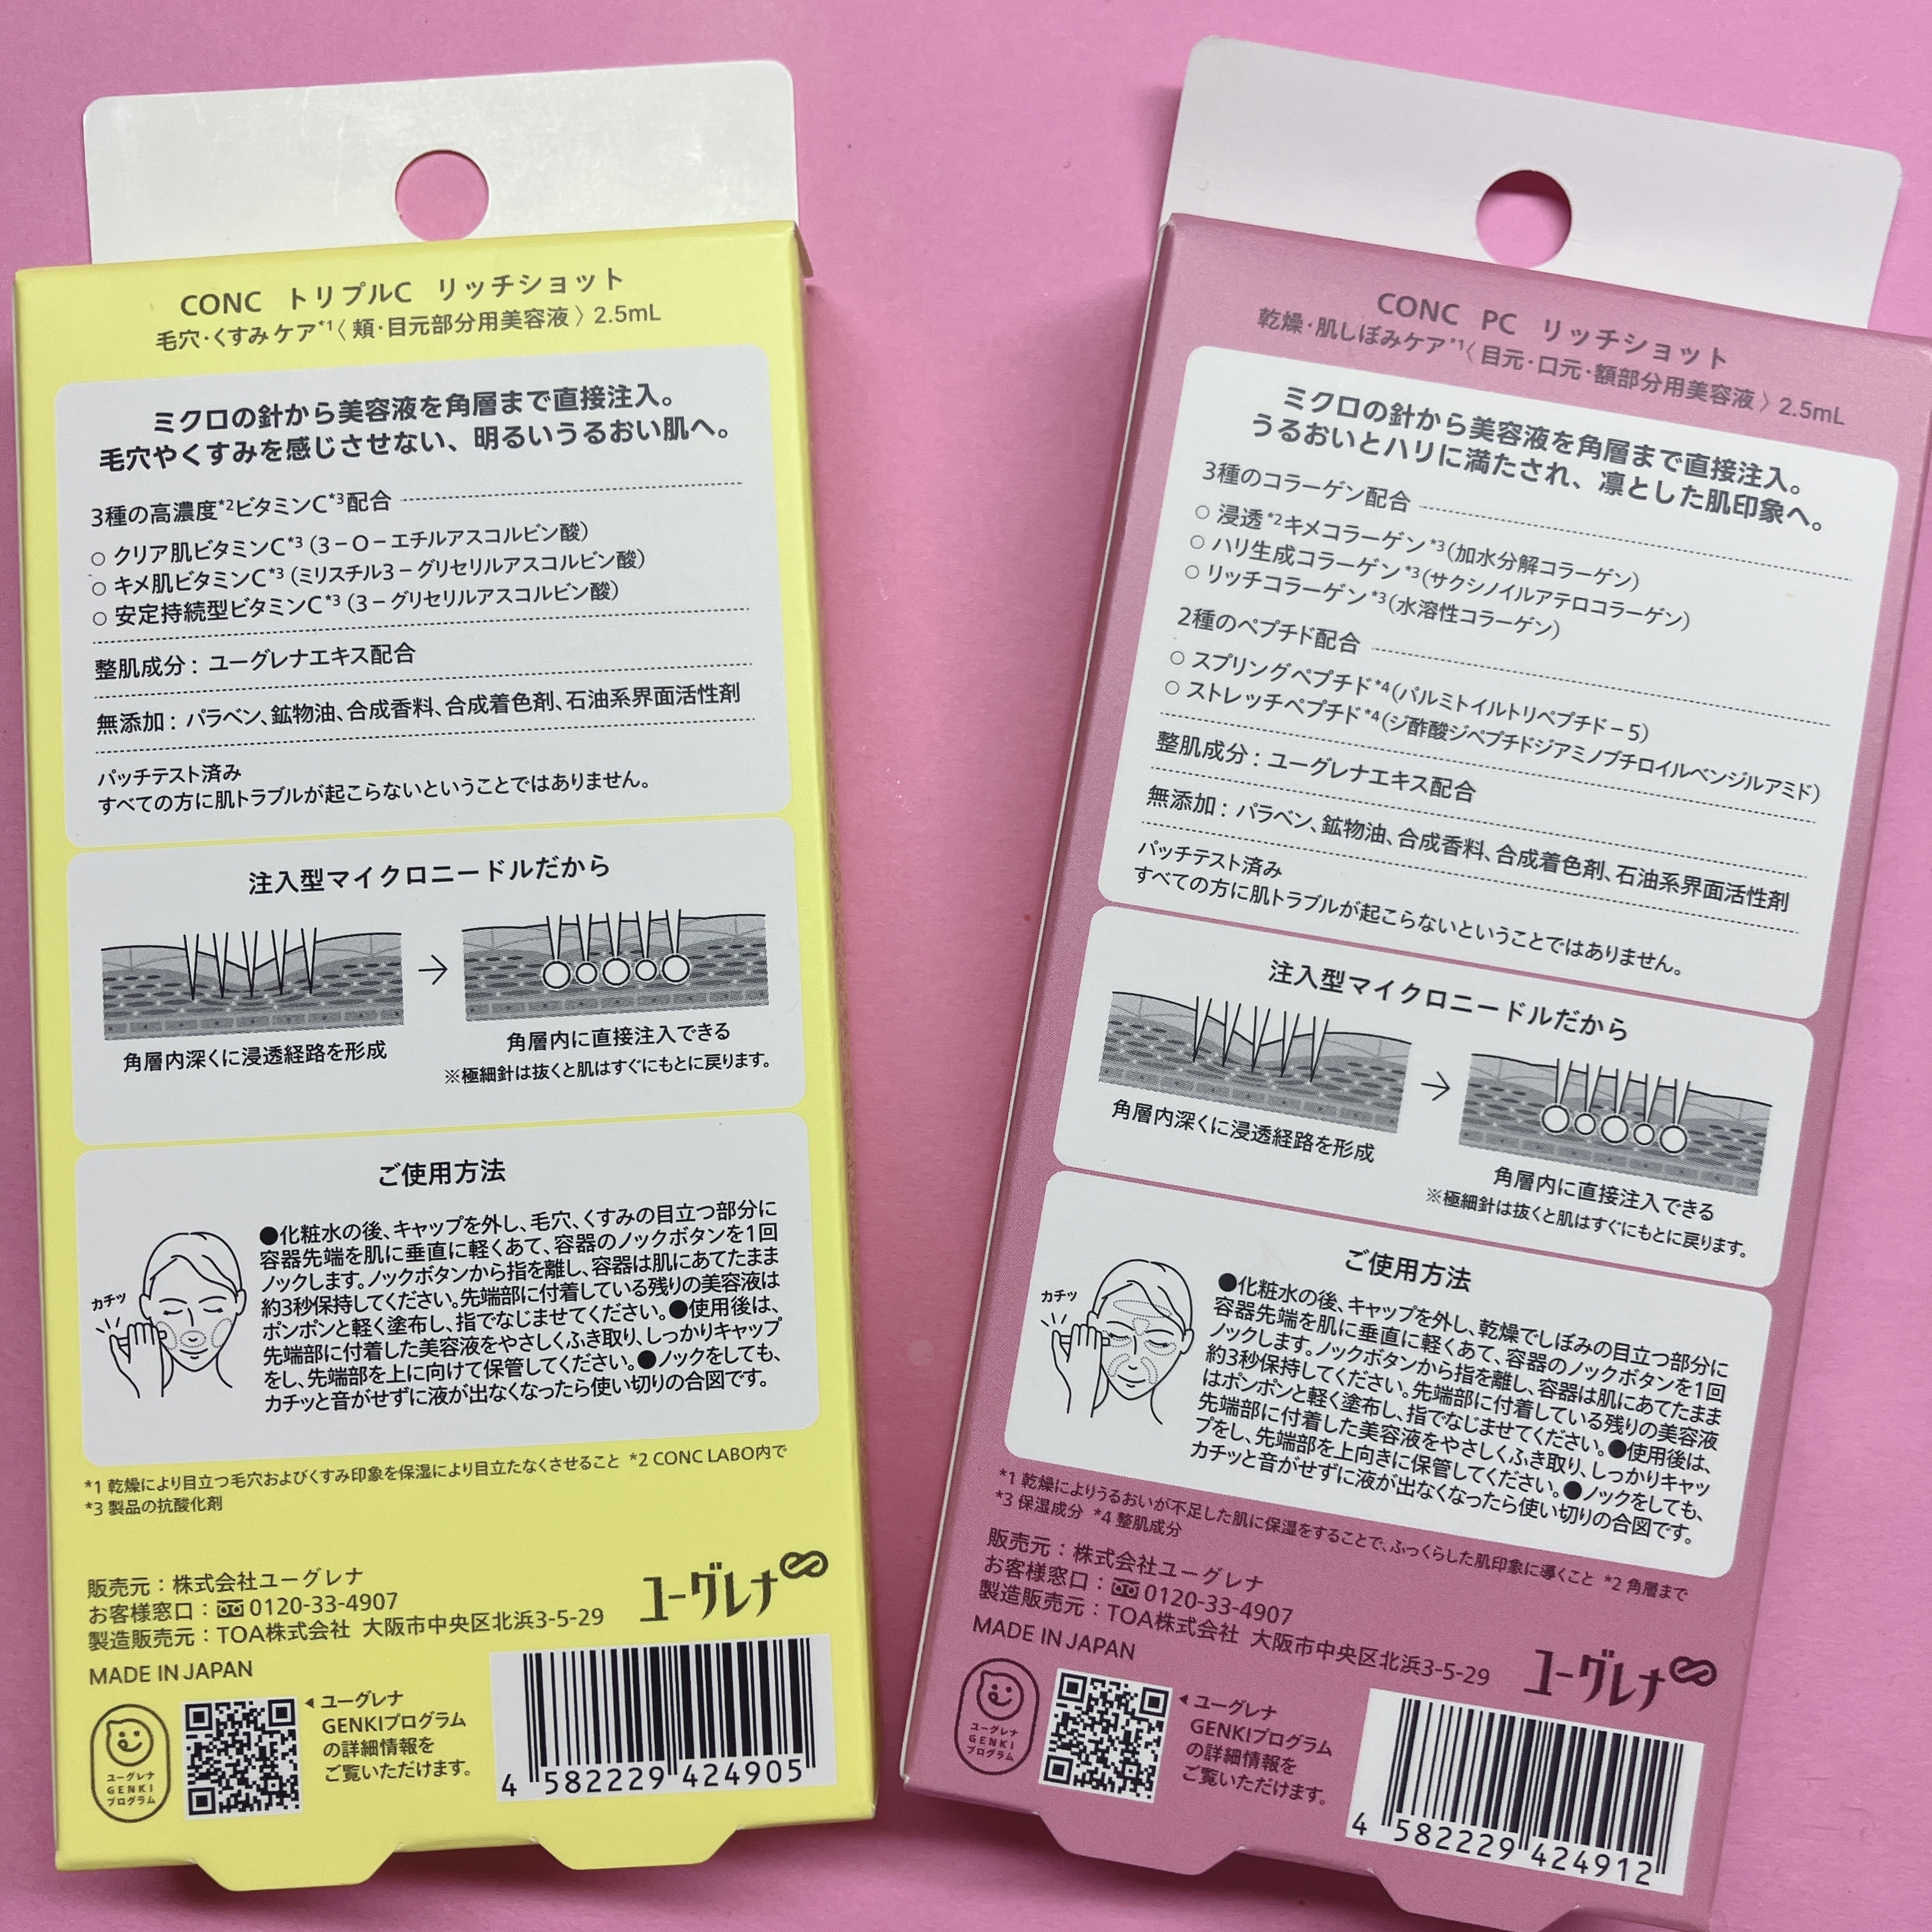 CONC トリプルC リッチショット
毛穴・くすみケア*1〈頬・目元部分用美容液〉2.5mL
ミクロの針から美容液を角層まで直接注入。
毛穴やくすみを感じさせない、明るいうるおい肌へ。
3種の高濃度*2ビタミンC*3配合
○ クリア肌ビタミンC*3(3-O-エチルアスコルビン酸)
○ キメ肌ビタミンC*3(ミリスチル3-グリセリルアスコルビン酸)
○ 安定持続型ビタミンC*3(3-グリセリルアスコルビン酸)
整肌成分:ユーグレナエキス配合
無添加:パラベン、鉱物油、合成香料、合成着色剤、石油系界面活性剤
パッチテスト済み
すべての方に肌トラブルが起こらないということではありません。
注入型マイクロニードルだから
角層内深くに浸透経路を形成
→
角層内に直接注入できる
※極細針は抜くと肌はすぐにもとに戻ります。
ご使用方法
カチッ
●化粧水の後、キャップを外し、毛穴、くすみの目立つ部分に
容器先端を肌に垂直に軽くあて、容器のノックボタンを1回
ノックします。ノックボタンから指を離し、容器は肌にあてたまま
約3秒保持してください。先端部に付着している残りの美容液は
ポンポンと軽く塗布し、指でなじませてください。●使用後は、
先端部に付着した美容液をやさしくふき取り、しっかりキャップ
をし、先端部を上に向けて保管してください。●ノックをしても、
カチッと音がせずに液が出なくなったら使い切りの合図です。
*1 乾燥により目立つ毛穴およびくすみ印象を保湿により目立たなくさせること *2 CONC LABO内で
*3 製品の抗酸化剤
販売元:株式会社ユーグレナ
お客様窓口:0120-33-4907
製造販売元:TOA株式会社 大阪市中央区北浜3-5-29
MADE IN JAPAN
ユーグレナ
ユーグレナ
GENKI
プログラム
◀ ユーグレナ
GENKIプログラム
の詳細情報を
ご覧いただけます。
4 582229 424905
CONC PC リッチショット
乾燥・肌しぼみケア*1〈目元・口元・額部分用美容液〉2.5mL
ミクロの針から美容液を角層まで直接注入。
うるおいとハリに満たされ、凛とした肌印象へ。
3種のコラーゲン配合
○ 浸透*2キメコラーゲン*3(加水分解コラーゲン)
○ ハリ生成コラーゲン*3(サクシノイルアテロコラーゲン)
○ リッチコラーゲン*3(水溶性コラーゲン)
2種のペプチド配合
○ スプリングペプチド*4(パルミトイルトリペプチド-5)
○ ストレッチペプチド*4(ジ酢酸ジペプチドジアミノブチロイルベンジルアミド)
整肌成分:ユーグレナエキス配合
無添加:パラベン、鉱物油、合成香料、合成着色剤、石油系界面活性剤
パッチテスト済み
すべての方に肌トラブルが起こらないということではありません。
注入型マイクロニードルだから
角層内深くに浸透経路を形成
→
角層内に直接注入できる
※極細針は抜くと肌はすぐにもとに戻ります。
ご使用方法
カチッ
●化粧水の後、キャップを外し、乾燥でしぼみの目立つ部分に
容器先端を肌に垂直に軽くあて、容器のノックボタンを1回
ノックします。ノックボタンから指を離し、容器は肌にあてたまま
約3秒保持してください。先端部に付着している残りの美容液
はポンポンと軽く塗布し、指でなじませてください。●使用後は、
先端部に付着した美容液をやさしくふき取り、しっかりキャッ
プをし、先端部を上向きに保管してください。●ノックをしても、
カチッと音がせずに液が出なくなったら使い切りの合図です。
*1 乾燥によりうるおいが不足した肌に保湿をすることで、ふっくらした肌印象に導くこと *2 角層まで
*3 保湿成分 *4 整肌成分
販売元:株式会社ユーグレナ
お客様窓口:0120-33-4907
製造販売元:TOA株式会社 大阪市中央区北浜3-5-29
MADE IN JAPAN
ユーグレナ
ユーグレナ
GENKI
プログラム
◀ ユーグレナ
GENKIプログラム
の詳細情報を
ご覧いただけます。
4 582229 424912